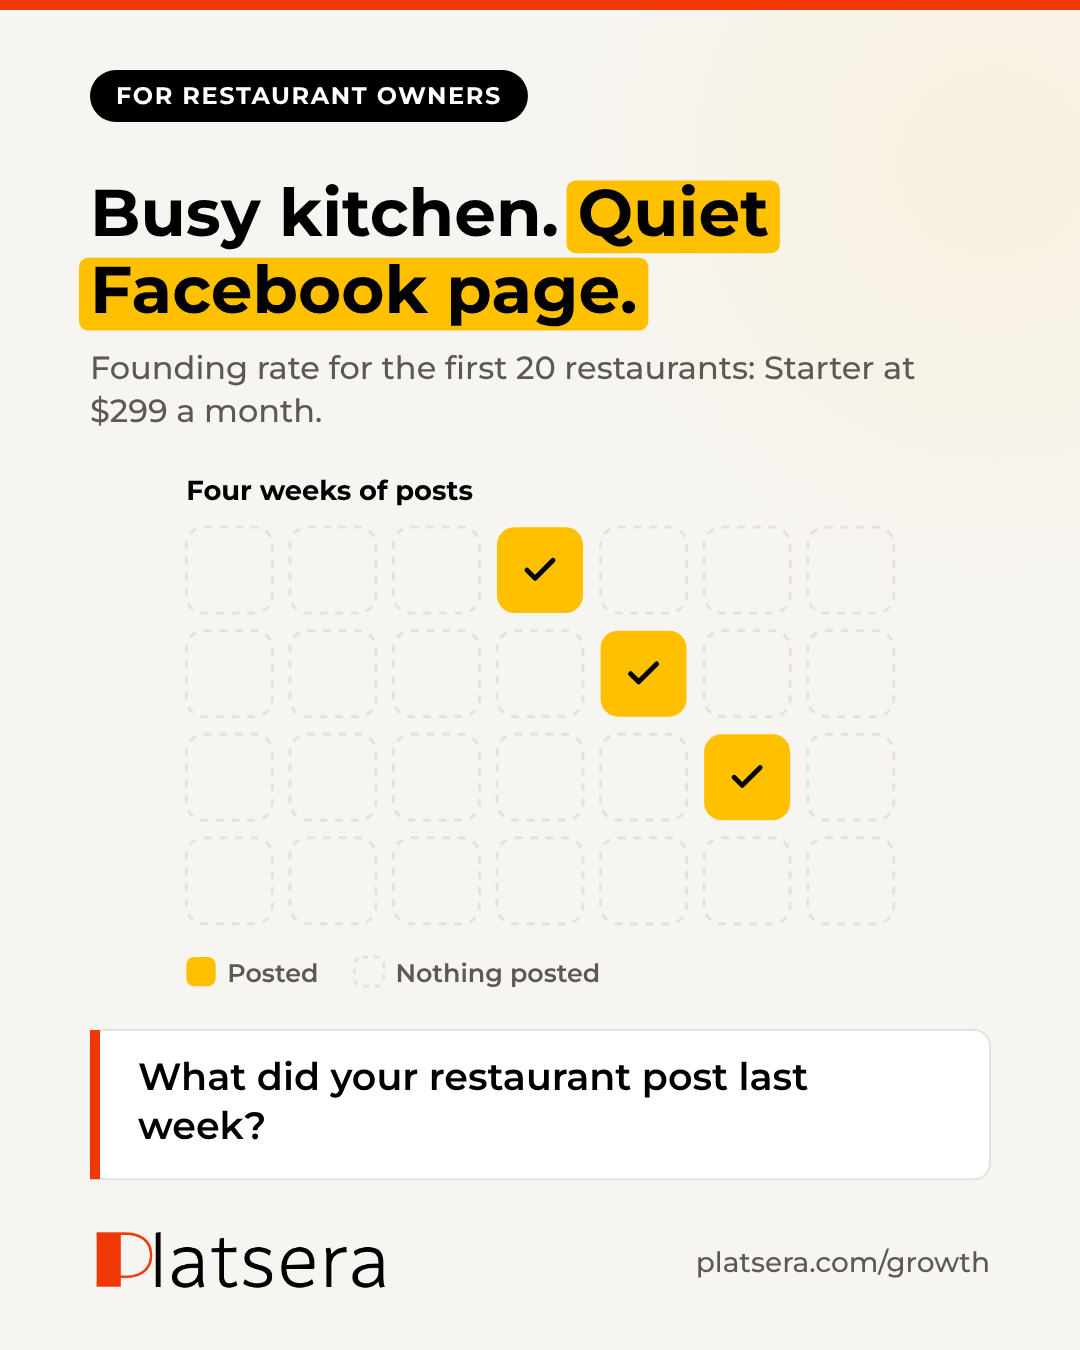 FOR RESTAURANT OWNERS
Busy kitchen. Quiet
Facebook page.
Founding rate for the first 20 restaurants: Starter at
$299 a month.
Four weeks of posts
Posted
Nothing posted
What did your restaurant post last
week?
Platsera
platsera.com/growth